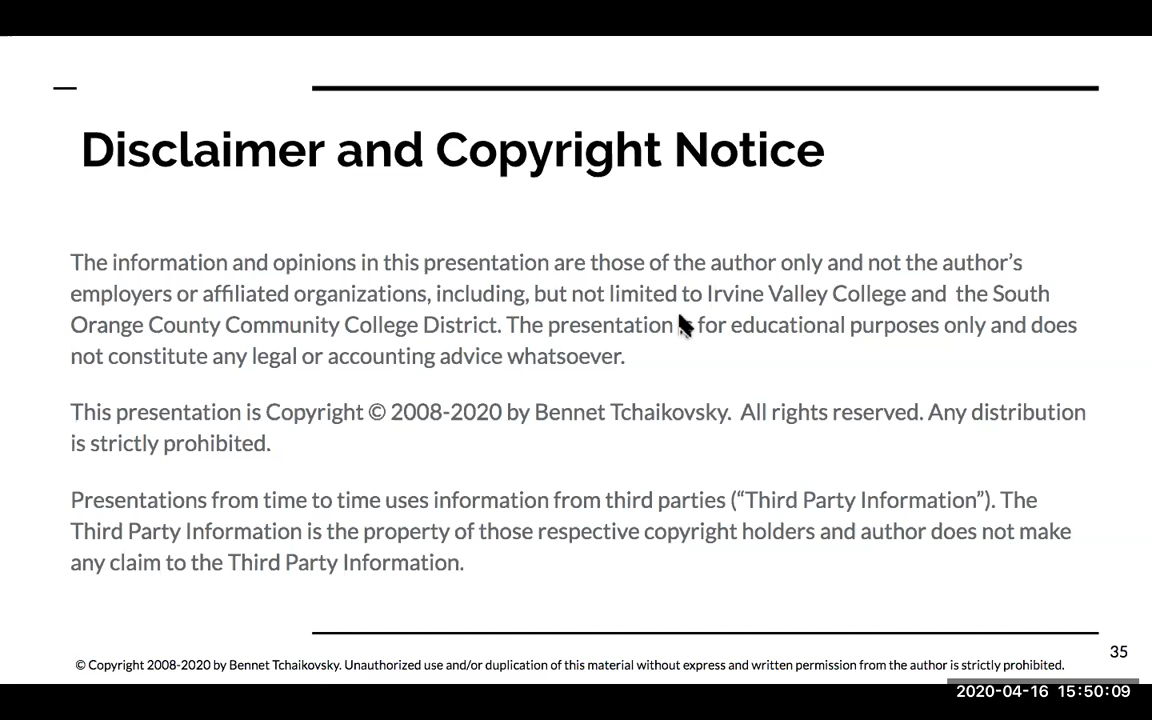 Disclaimer and Copyright Notice
The information and opinions in this presentation are those of the author only and not the author’s
employers or affiliated organizations, including, but not limited to Irvine Valley College and the South
Orange County Community College District. The presentation for educational purposes only and does
not constitute any legal or accounting advice whatsoever.
This presentation is Copyright © 2008-2020 by Bennet Tchaikovsky. All rights reserved. Any distribution
is strictly prohibited.
Presentations from time to time uses information from third parties (“Third Party Information”). The
Third Party Information is the property of those respective copyright holders and author does not make
any claim to the Third Party Information.
35
© Copyright 2008-2020 by Bennet Tchaikovsky. Unauthorized use and/or duplication of this material without express and written permission from the author is strictly prohibited.
2020-04-16 15:50:09